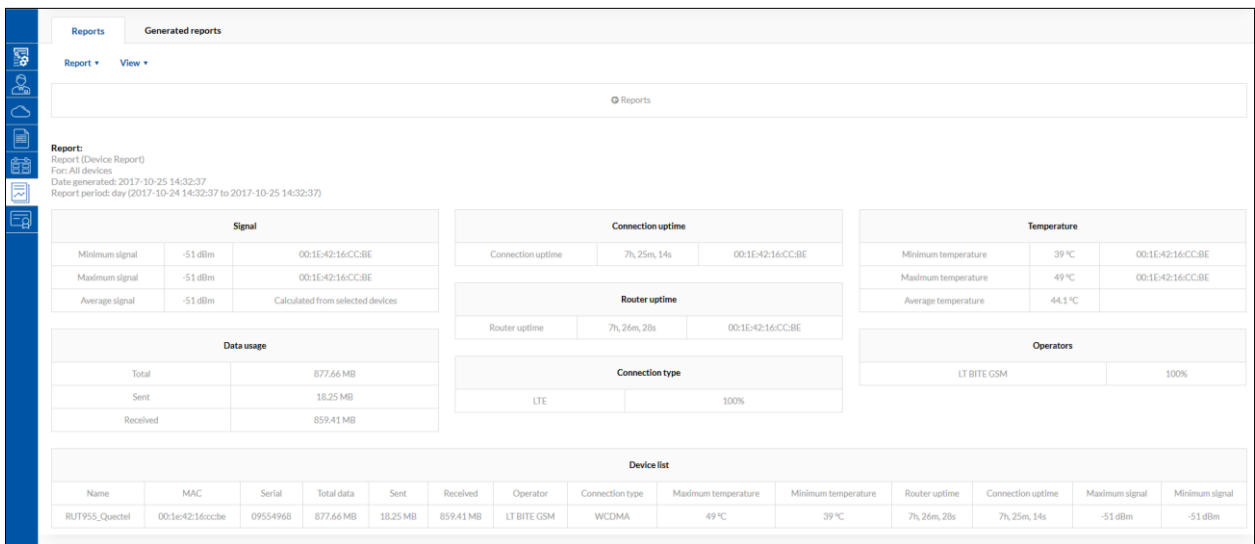 Reports Generated reports
Report View
Reports
Report:
Report (Device Report)
For: All devices
Date generated: 2017-10-25 14:32:37
Report period: day (2017-10-24 14:32:37 to 2017-10-25 14:32:37)
Signal
Minimum signal -51 dBm 00:1E:42:16:CC:BE
Maximum signal -51 dBm 00:1E:42:16:CC:BE
Average signal -51 dBm Calculated from selected devices
Data usage
Total 877.66 MB
Sent 18.25 MB
Received 859.41 MB
Connection uptime
Connection uptime 7h, 25m, 14s 00:1E:42:16:CC:BE
Router uptime
Router uptime 7h, 26m, 28s 00:1E:42:16:CC:BE
Connection type
LTE 100%
Temperature
Minimum temperature 39 °C 00:1E:42:16:CC:BE
Maximum temperature 49 °C 00:1E:42:16:CC:BE
Average temperature 44.1 °C
Operators
LT BITE GSM 100%
Device list
Name MAC Serial Total data Sent Received Operator Connection type Maximum temperature Minimum temperature Router uptime Connection uptime Maximum signal Minimum signal
RUT955_Quectel 00:1e:42:16:cc:be 09554968 877.66 MB 18.25 MB 859.41 MB LT BITE GSM WCDMA 49 °C 39 °C 7h, 26m, 28s 7h, 25m, 14s -51 dBm -51 dBm